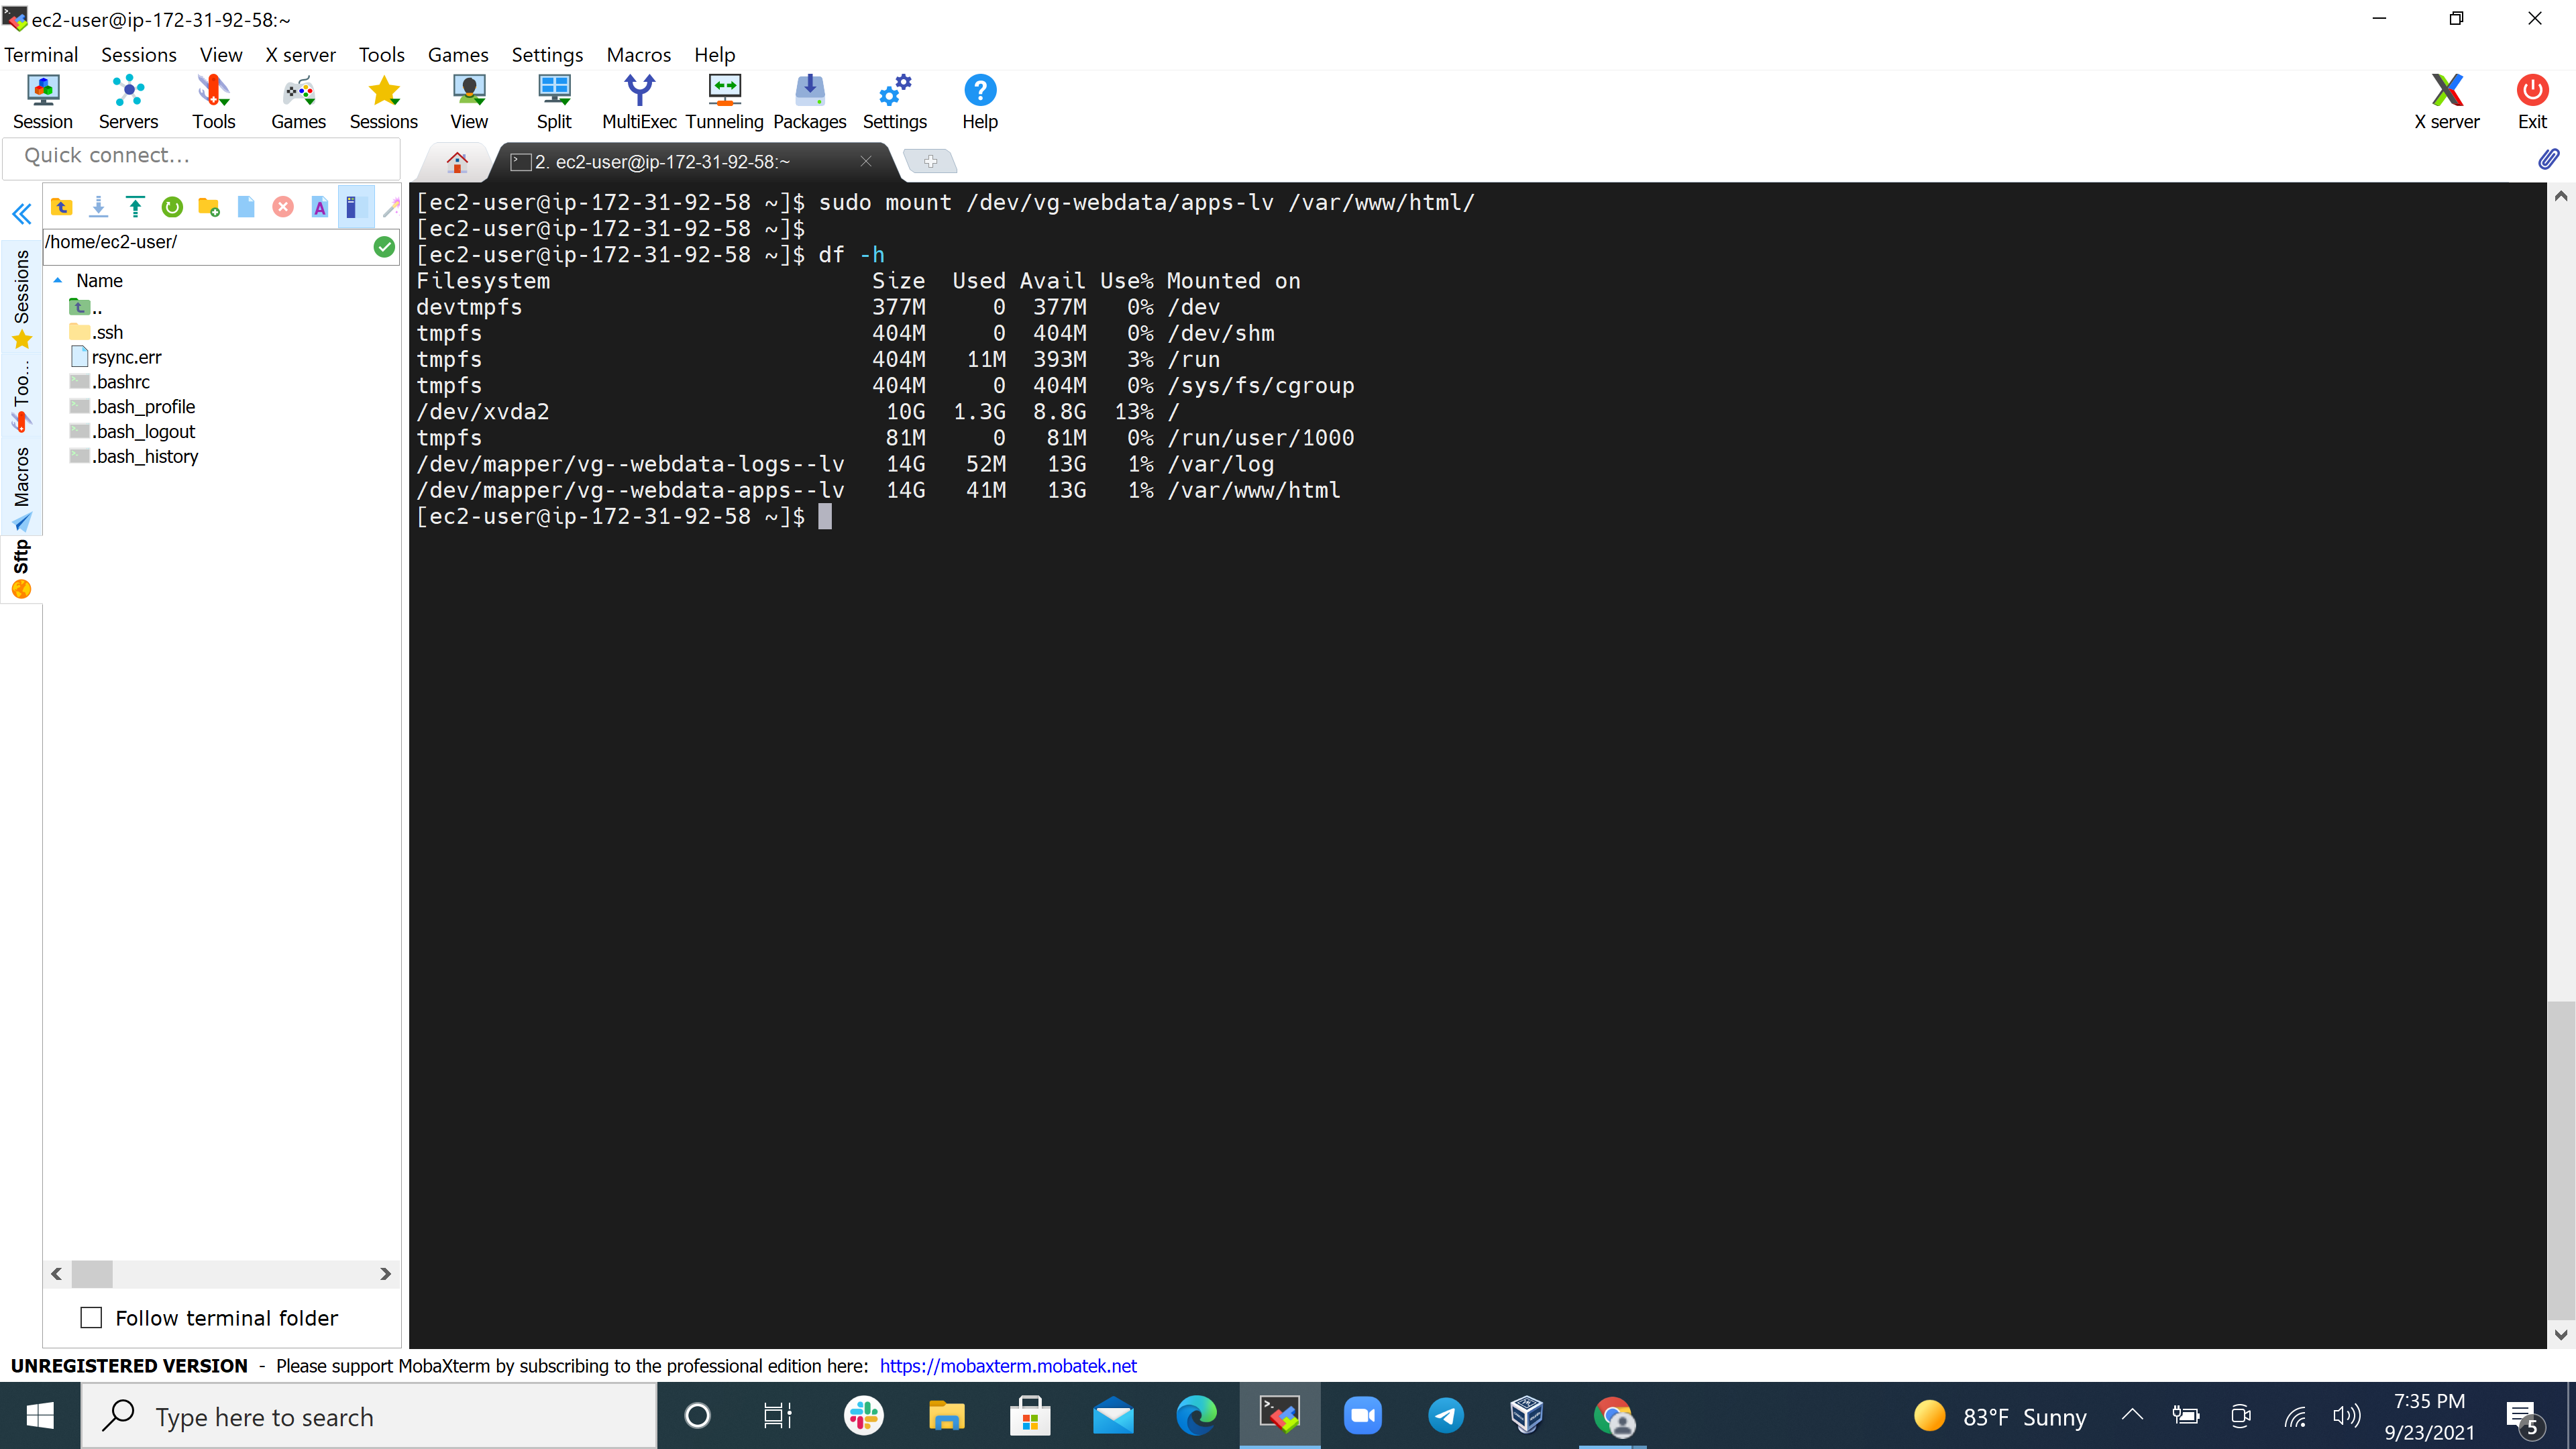 ec2-user@ip-172-31-92-58:~
Terminal Sessions View X server Tools Games Settings Macros Help
Session Servers Tools Games Sessions View Split MultiExec Tunneling Packages Settings Help X server Exit
Quick connect...
2. ec2-user@ip-172-31-92-58:~
/home/ec2-user/
Name
..
.ssh
rsync.err
.bashrc
.bash_profile
.bash_logout
.bash_history
Sessions
Too...
Macros
Sftp
[ec2-user@ip-172-31-92-58 ~]$ sudo mount /dev/vg-webdata/apps-lv /var/www/html/
[ec2-user@ip-172-31-92-58 ~]$
[ec2-user@ip-172-31-92-58 ~]$ df -h
Filesystem Size Used Avail Use% Mounted on
devtmpfs 377M 0 377M 0% /dev
tmpfs 404M 0 404M 0% /dev/shm
tmpfs 404M 11M 393M 3% /run
tmpfs 404M 0 404M 0% /sys/fs/cgroup
/dev/xvda2 10G 1.3G 8.8G 13% /
tmpfs 81M 0 81M 0% /run/user/1000
/dev/mapper/vg--webdata-logs--lv 14G 52M 13G 1% /var/log
/dev/mapper/vg--webdata-apps--lv 14G 41M 13G 1% /var/www/html
[ec2-user@ip-172-31-92-58 ~]$
Follow terminal folder
UNREGISTERED VERSION - Please support MobaXterm by subscribing to the professional edition here: https://mobaxterm.mobatek.net
Type here to search
83°F Sunny
7:35 PM
9/23/2021
5